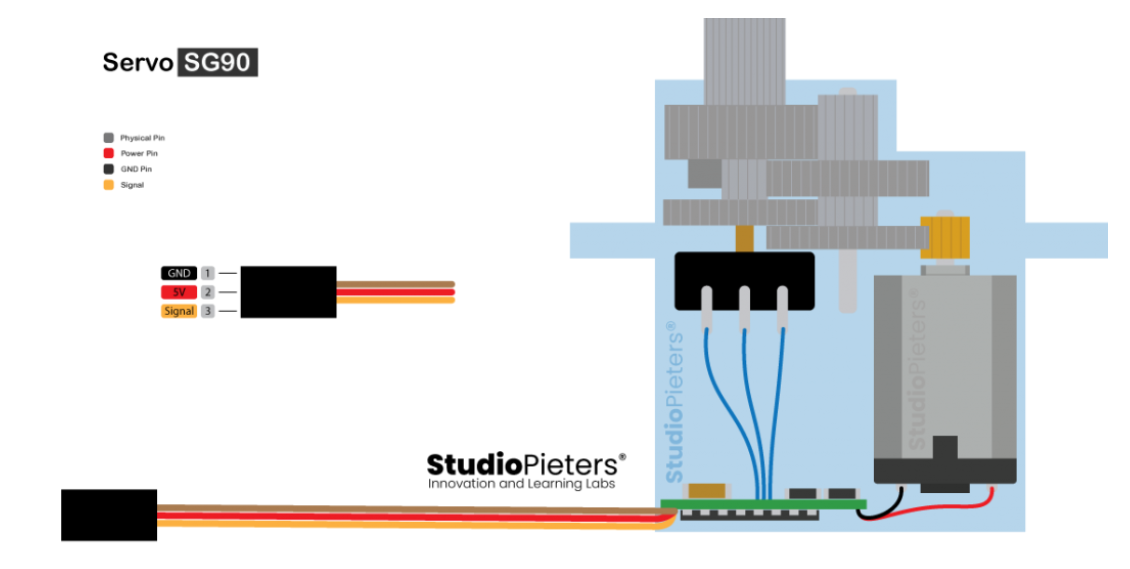 Servo SG90
Physical Pin
Power Pin
GND Pin
Signal
GND 1
5V 2
Signal 3
StudioPieters®
Innovation and Learning Labs
StudioPieters®
StudioPieters®